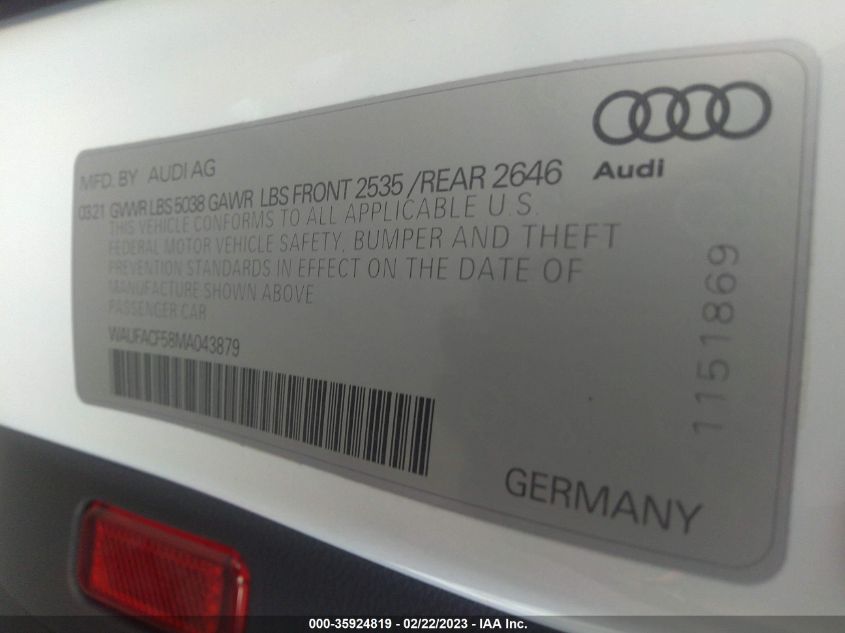 MFD. BY AUDI AG
03.21 GVWR LBS 5038 GAWR LBS FRONT 2535 /REAR 2646
THIS VEHICLE CONFORMS TO ALL APPLICABLE U.S.
FEDERAL MOTOR VEHICLE SAFETY, BUMPER AND THEFT
PREVENTION STANDARDS IN EFFECT ON THE DATE OF
MANUFACTURE SHOWN ABOVE
PASSENGER CAR
WAUFACF58MA043879
Audi
1151869
GERMANY
000-35924819 - 02/22/2023 - IAA Inc.